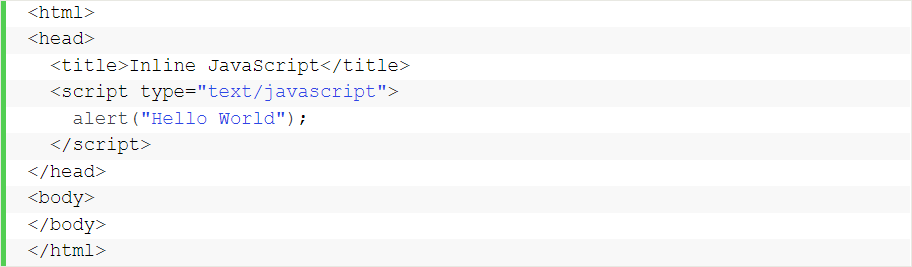 <html>
<head>
  <title>Inline JavaScript</title>
  <script type="text/javascript">
    alert("Hello World");
  </script>
</head>
<body>
</body>
</html>